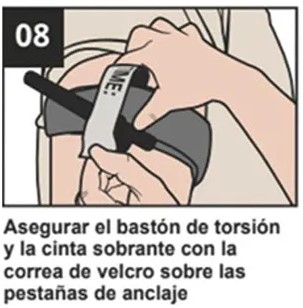 08
ME:
Asegurar el bastón de torsión
y la cinta sobrante con la
correa de velcro sobre las
pestañas de anclaje